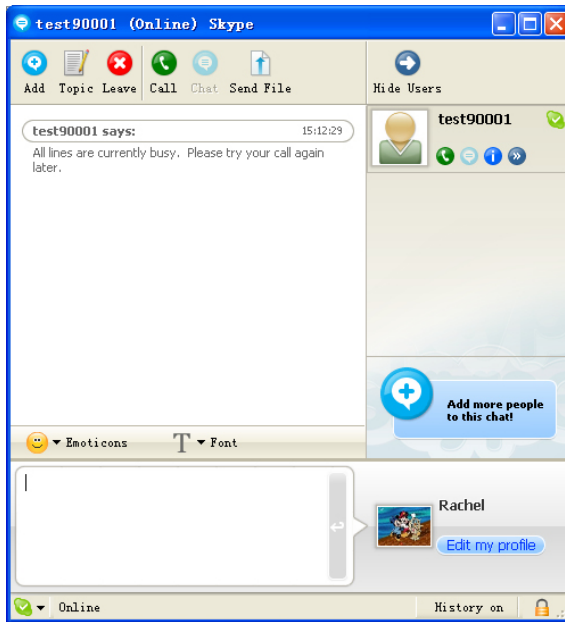 test90001 (Online) Skype
Add Topic Leave Call Chat Send File
Hide Users
test90001 says: 15:12:29
All lines are currently busy. Please try your call again
later.
test90001
Add more people
to this chat!
Emoticons T Font
Rachel
Edit my profile
Online
History on